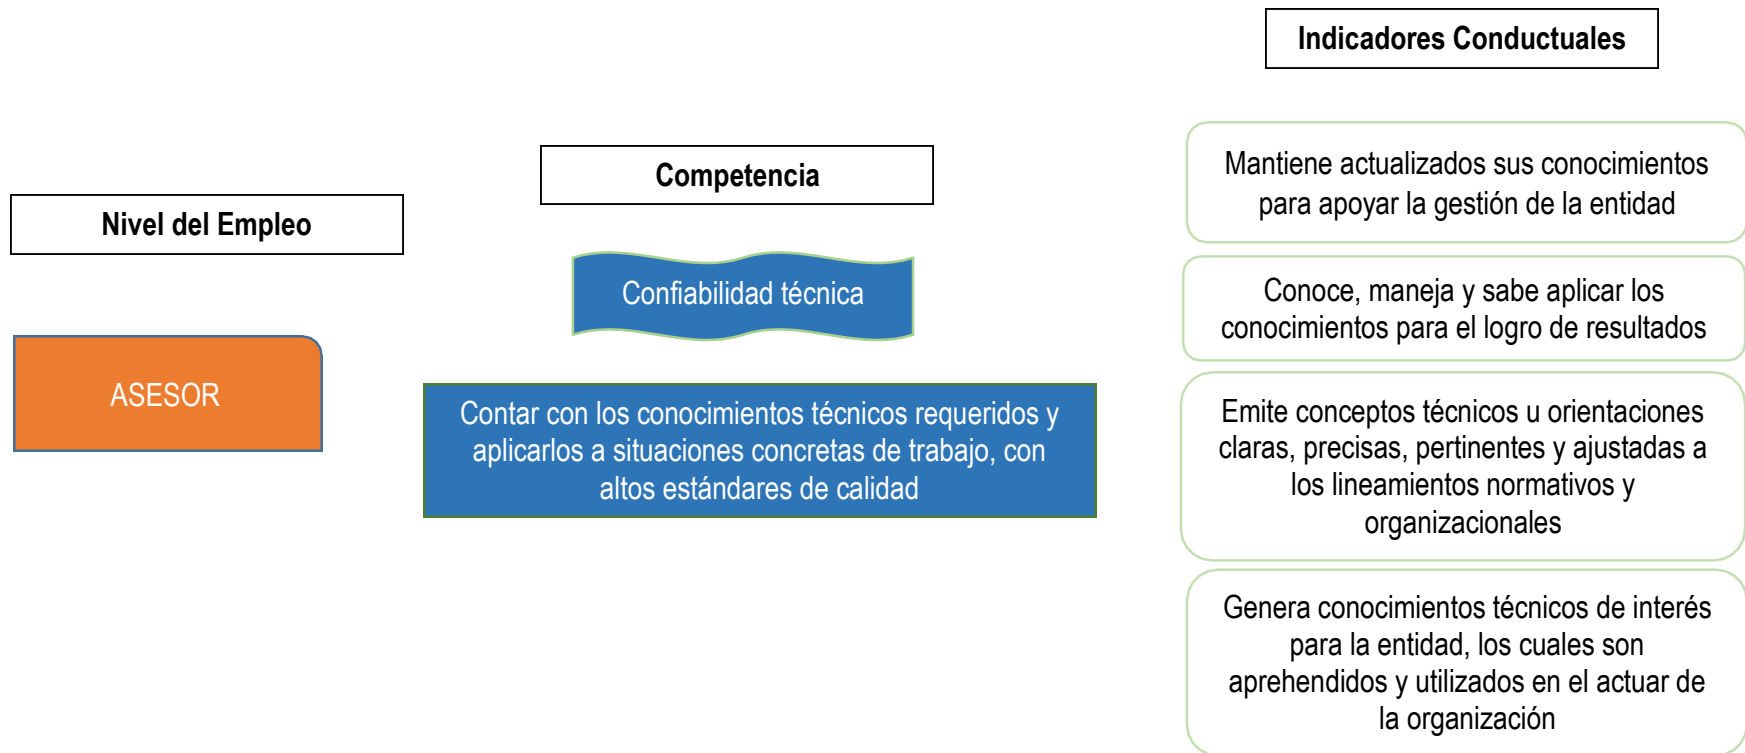 Nivel del Empleo
ASESOR
Competencia
Confiabilidad técnica
Contar con los conocimientos técnicos requeridos y
aplicarlos a situaciones concretas de trabajo, con
altos estándares de calidad
Indicadores Conductuales
Mantiene actualizados sus conocimientos
para apoyar la gestión de la entidad
Conoce, maneja y sabe aplicar los
conocimientos para el logro de resultados
Emite conceptos técnicos u orientaciones
claras, precisas, pertinentes y ajustadas a
los lineamientos normativos y
organizacionales
Genera conocimientos técnicos de interés
para la entidad, los cuales son
aprehendidos y utilizados en el actuar de
la organización